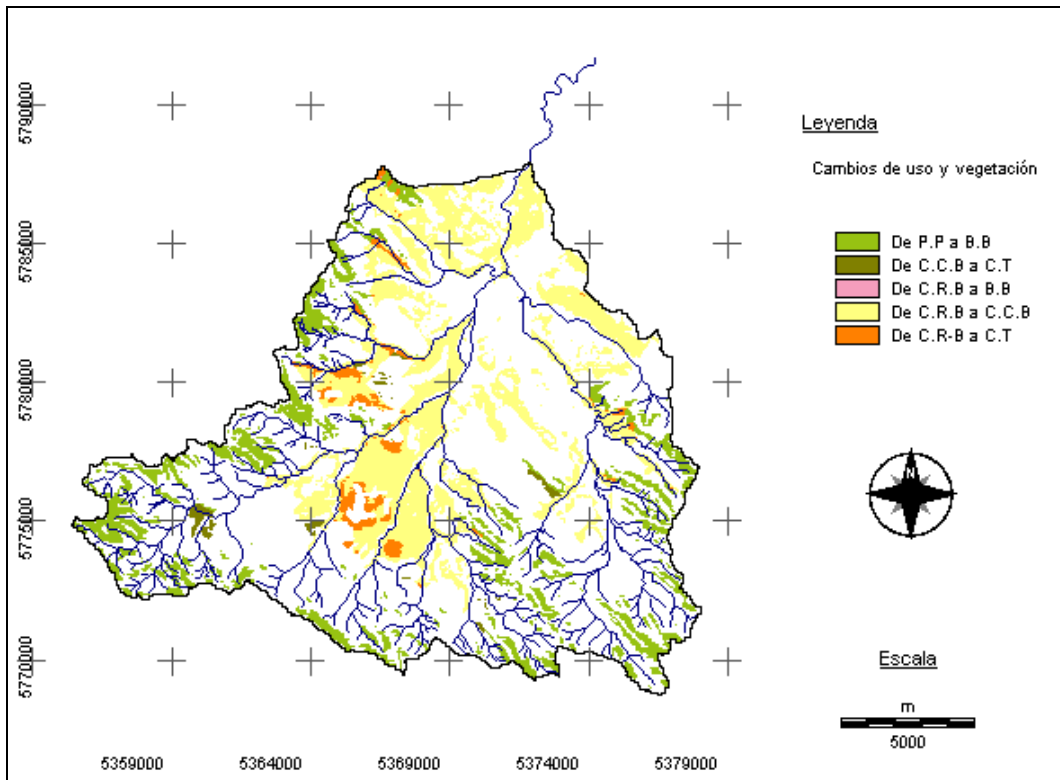 5790000
5785000
5780000
5775000
5770000
5359000
5364000
5369000
5374000
5379000
Leyenda
Cambios de uso y vegetación
De P.P a B.B
De C.C.B a C.T
De C.R.B a B.B
De C.R.B a C.C.B
De C.R-B a C.T
Escala
m
5000